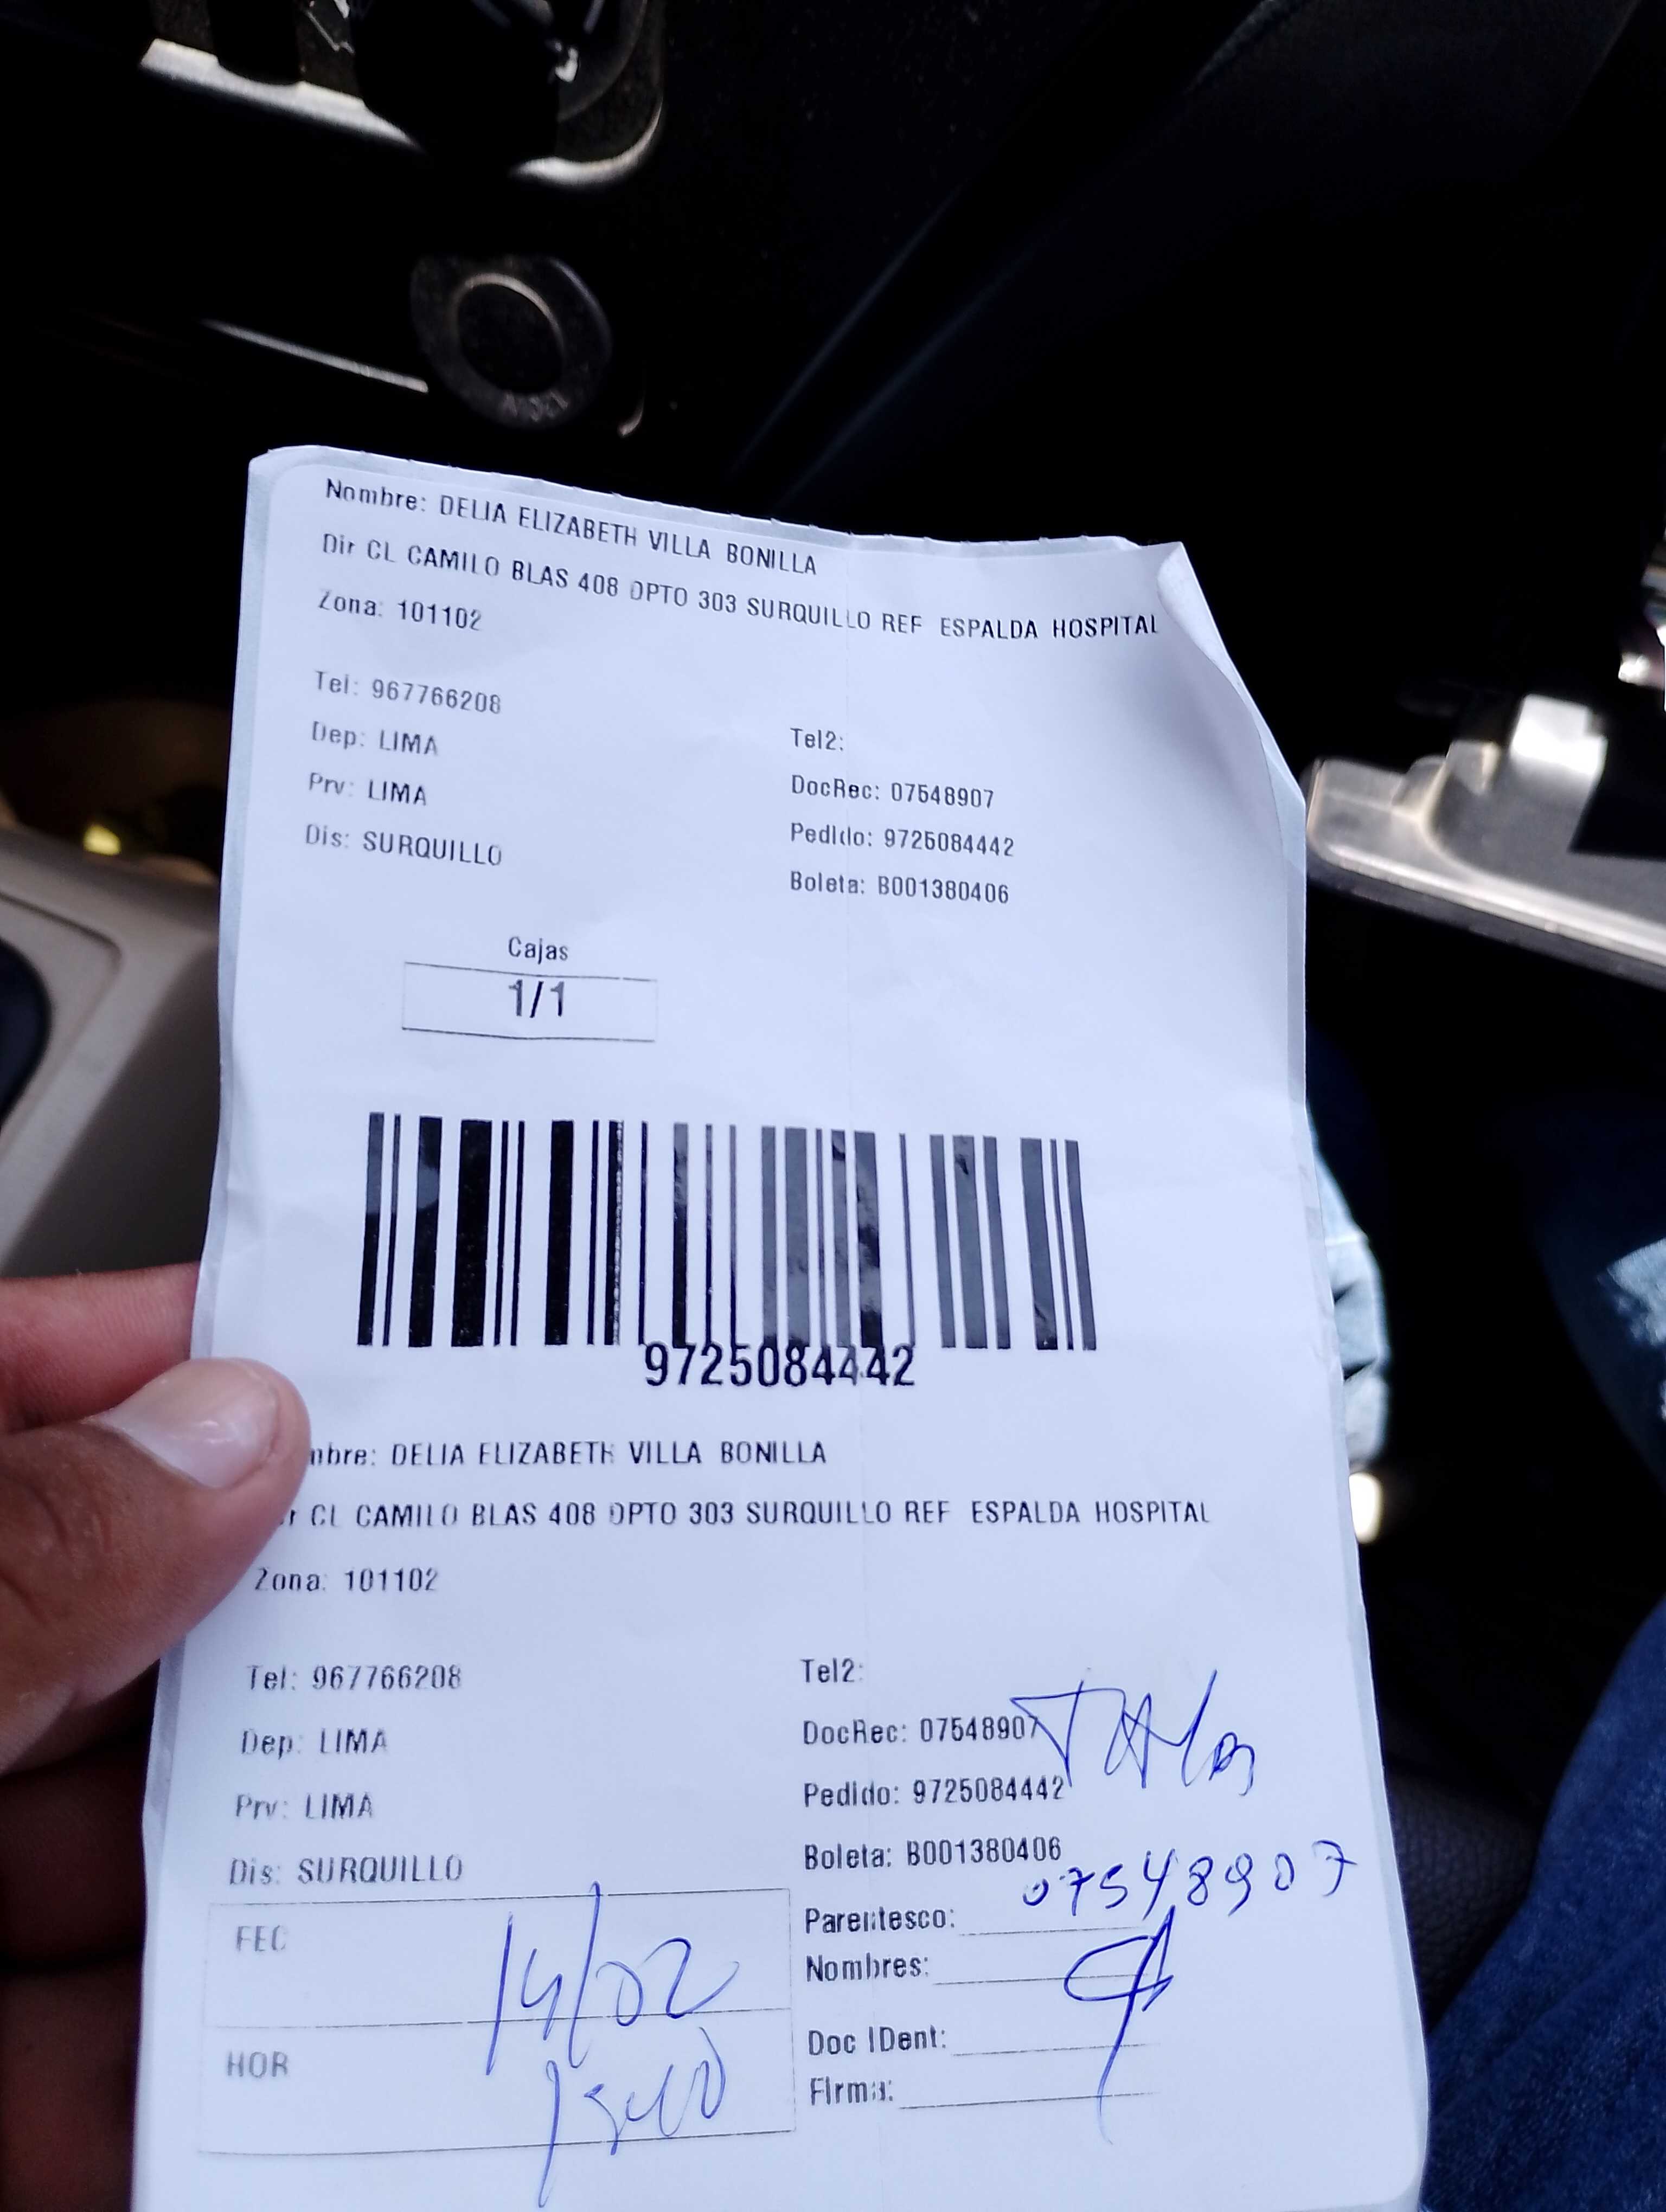 Nombre: DELIA ELIZABETH VILLA BONILLA
Dir CL CAMILO BLAS 408 DPTO 303 SURQUILLO REF ESPALDA HOSPITAL
Zona: 101102
Tel: 967766208
Tel2:
Dep: LIMA
DocRec: 07548907
Prv: LIMA
Pedido: 9725084442
Dis: SURQUILLO
Boleta: B001380406
Cajas
1/1
9725084442
mbre: DELIA ELIZABETH VILLA BONILLA
r CL CAMILO BLAS 408 DPTO 303 SURQUILLO REF ESPALDA HOSPITAL
Zona: 101102
Tel: 967766208
Tel2:
Dep: LIMA
DocRec: 07548907
Prv: LIMA
Pedido: 9725084442
Dis: SURQUILLO
Boleta: B001380406
07548907
FEC
14/02
Parentesco:
Nombres:
HOR
Doc IDent:
Firma: